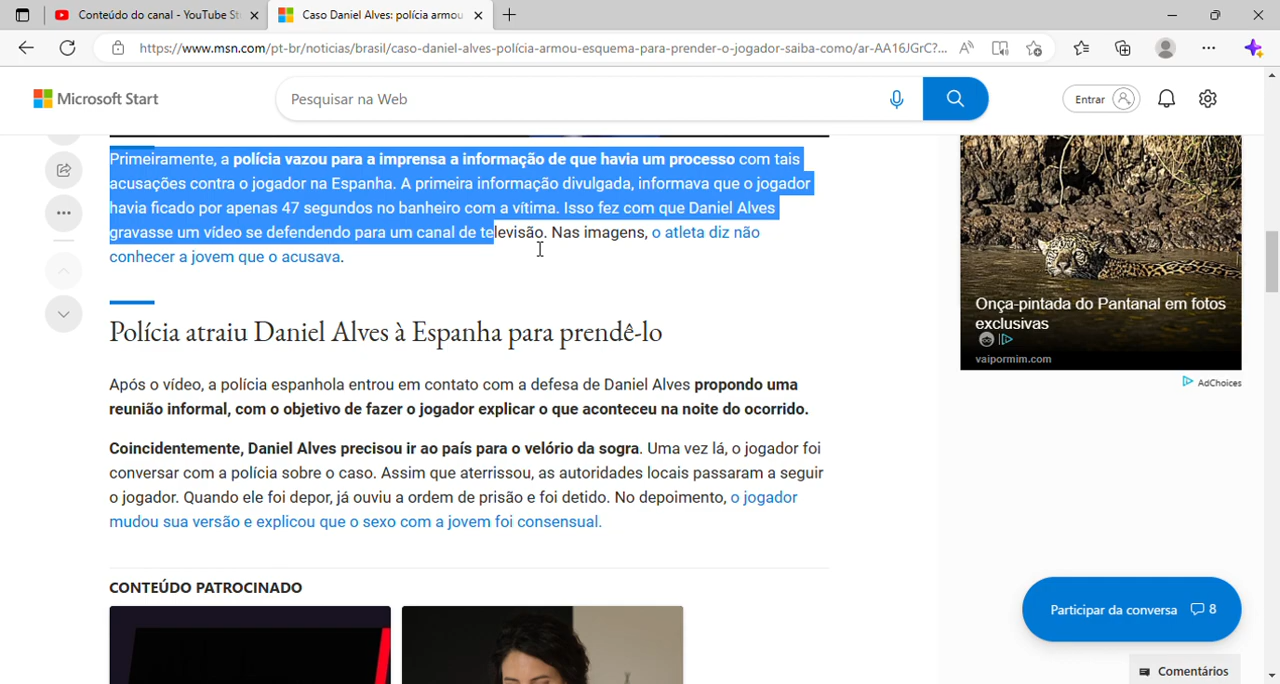 Conteúdo do canal - YouTube St
Caso Daniel Alves: polícia armou
https://www.msn.com/pt-br/noticias/brasil/caso-daniel-alves-polícia-armou-esquema-para-prender-o-jogador-saiba-como/ar-AA16JGrC?...
Microsoft Start
Pesquisar na Web
Entrar
Primeiramente, a polícia vazou para a imprensa a informação de que havia um processo com tais
acusações contra o jogador na Espanha. A primeira informação divulgada, informava que o jogador
havia ficado por apenas 47 segundos no banheiro com a vítima. Isso fez com que Daniel Alves
gravasse um vídeo se defendendo para um canal de televisão. Nas imagens, o atleta diz não
conhecer a jovem que o acusava.
Polícia atraiu Daniel Alves à Espanha para prendê-lo
Após o vídeo, a polícia espanhola entrou em contato com a defesa de Daniel Alves propondo uma
reunião informal, com o objetivo de fazer o jogador explicar o que aconteceu na noite do ocorrido.
Coincidentemente, Daniel Alves precisou ir ao país para o velório da sogra. Uma vez lá, o jogador foi
conversar com a polícia sobre o caso. Assim que aterrissou, as autoridades locais passaram a seguir
o jogador. Quando ele foi depor, já ouviu a ordem de prisão e foi detido. No depoimento, o jogador
mudou sua versão e explicou que o sexo com a jovem foi consensual.
CONTEÚDO PATROCINADO
Onça-pintada do Pantanal em fotos
exclusivas
vaipormim.com
AdChoices
Participar da conversa 8
Comentários